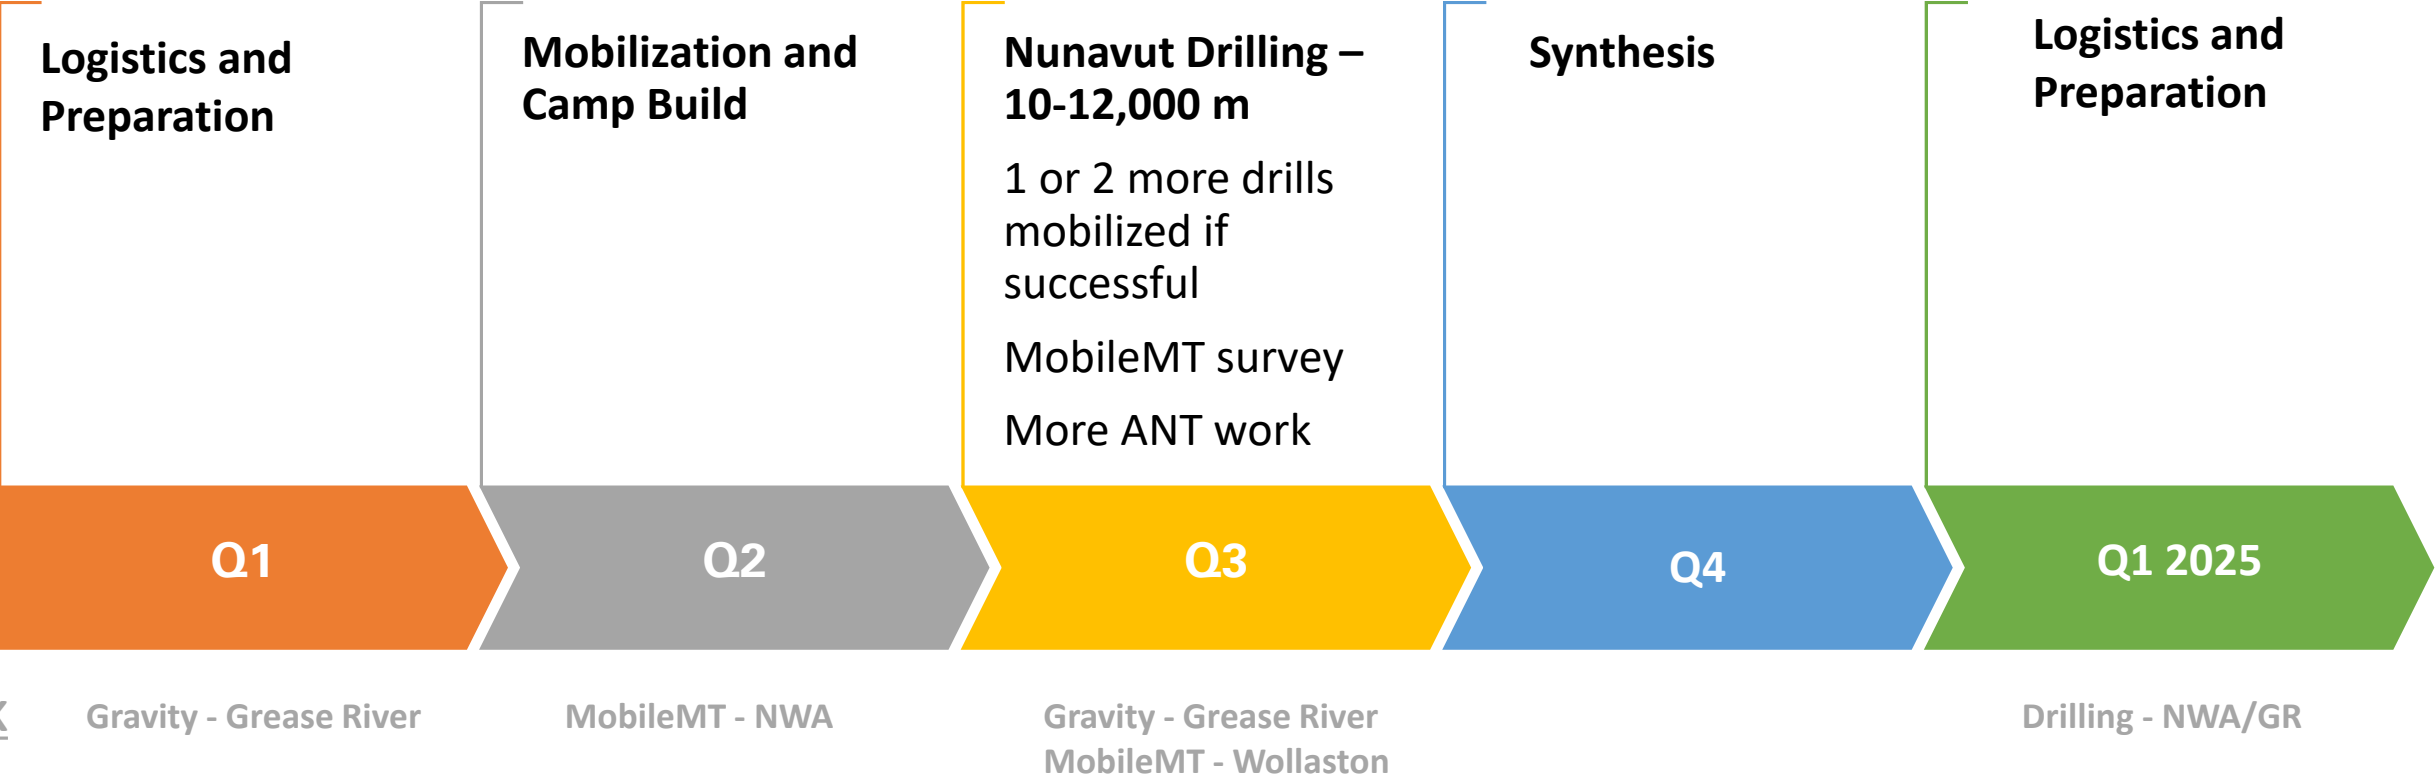 Logistics and
Preparation
Mobilization and
Camp Build
Nunavut Drilling –
10-12,000 m
1 or 2 more drills
mobilized if
successful
MobileMT survey
More ANT work
Synthesis
Logistics and
Preparation
Q1
Q2
Q3
Q4
Q1 2025
Gravity - Grease River
MobileMT - NWA
Gravity - Grease River
MobileMT - Wollaston
Drilling - NWA/GR